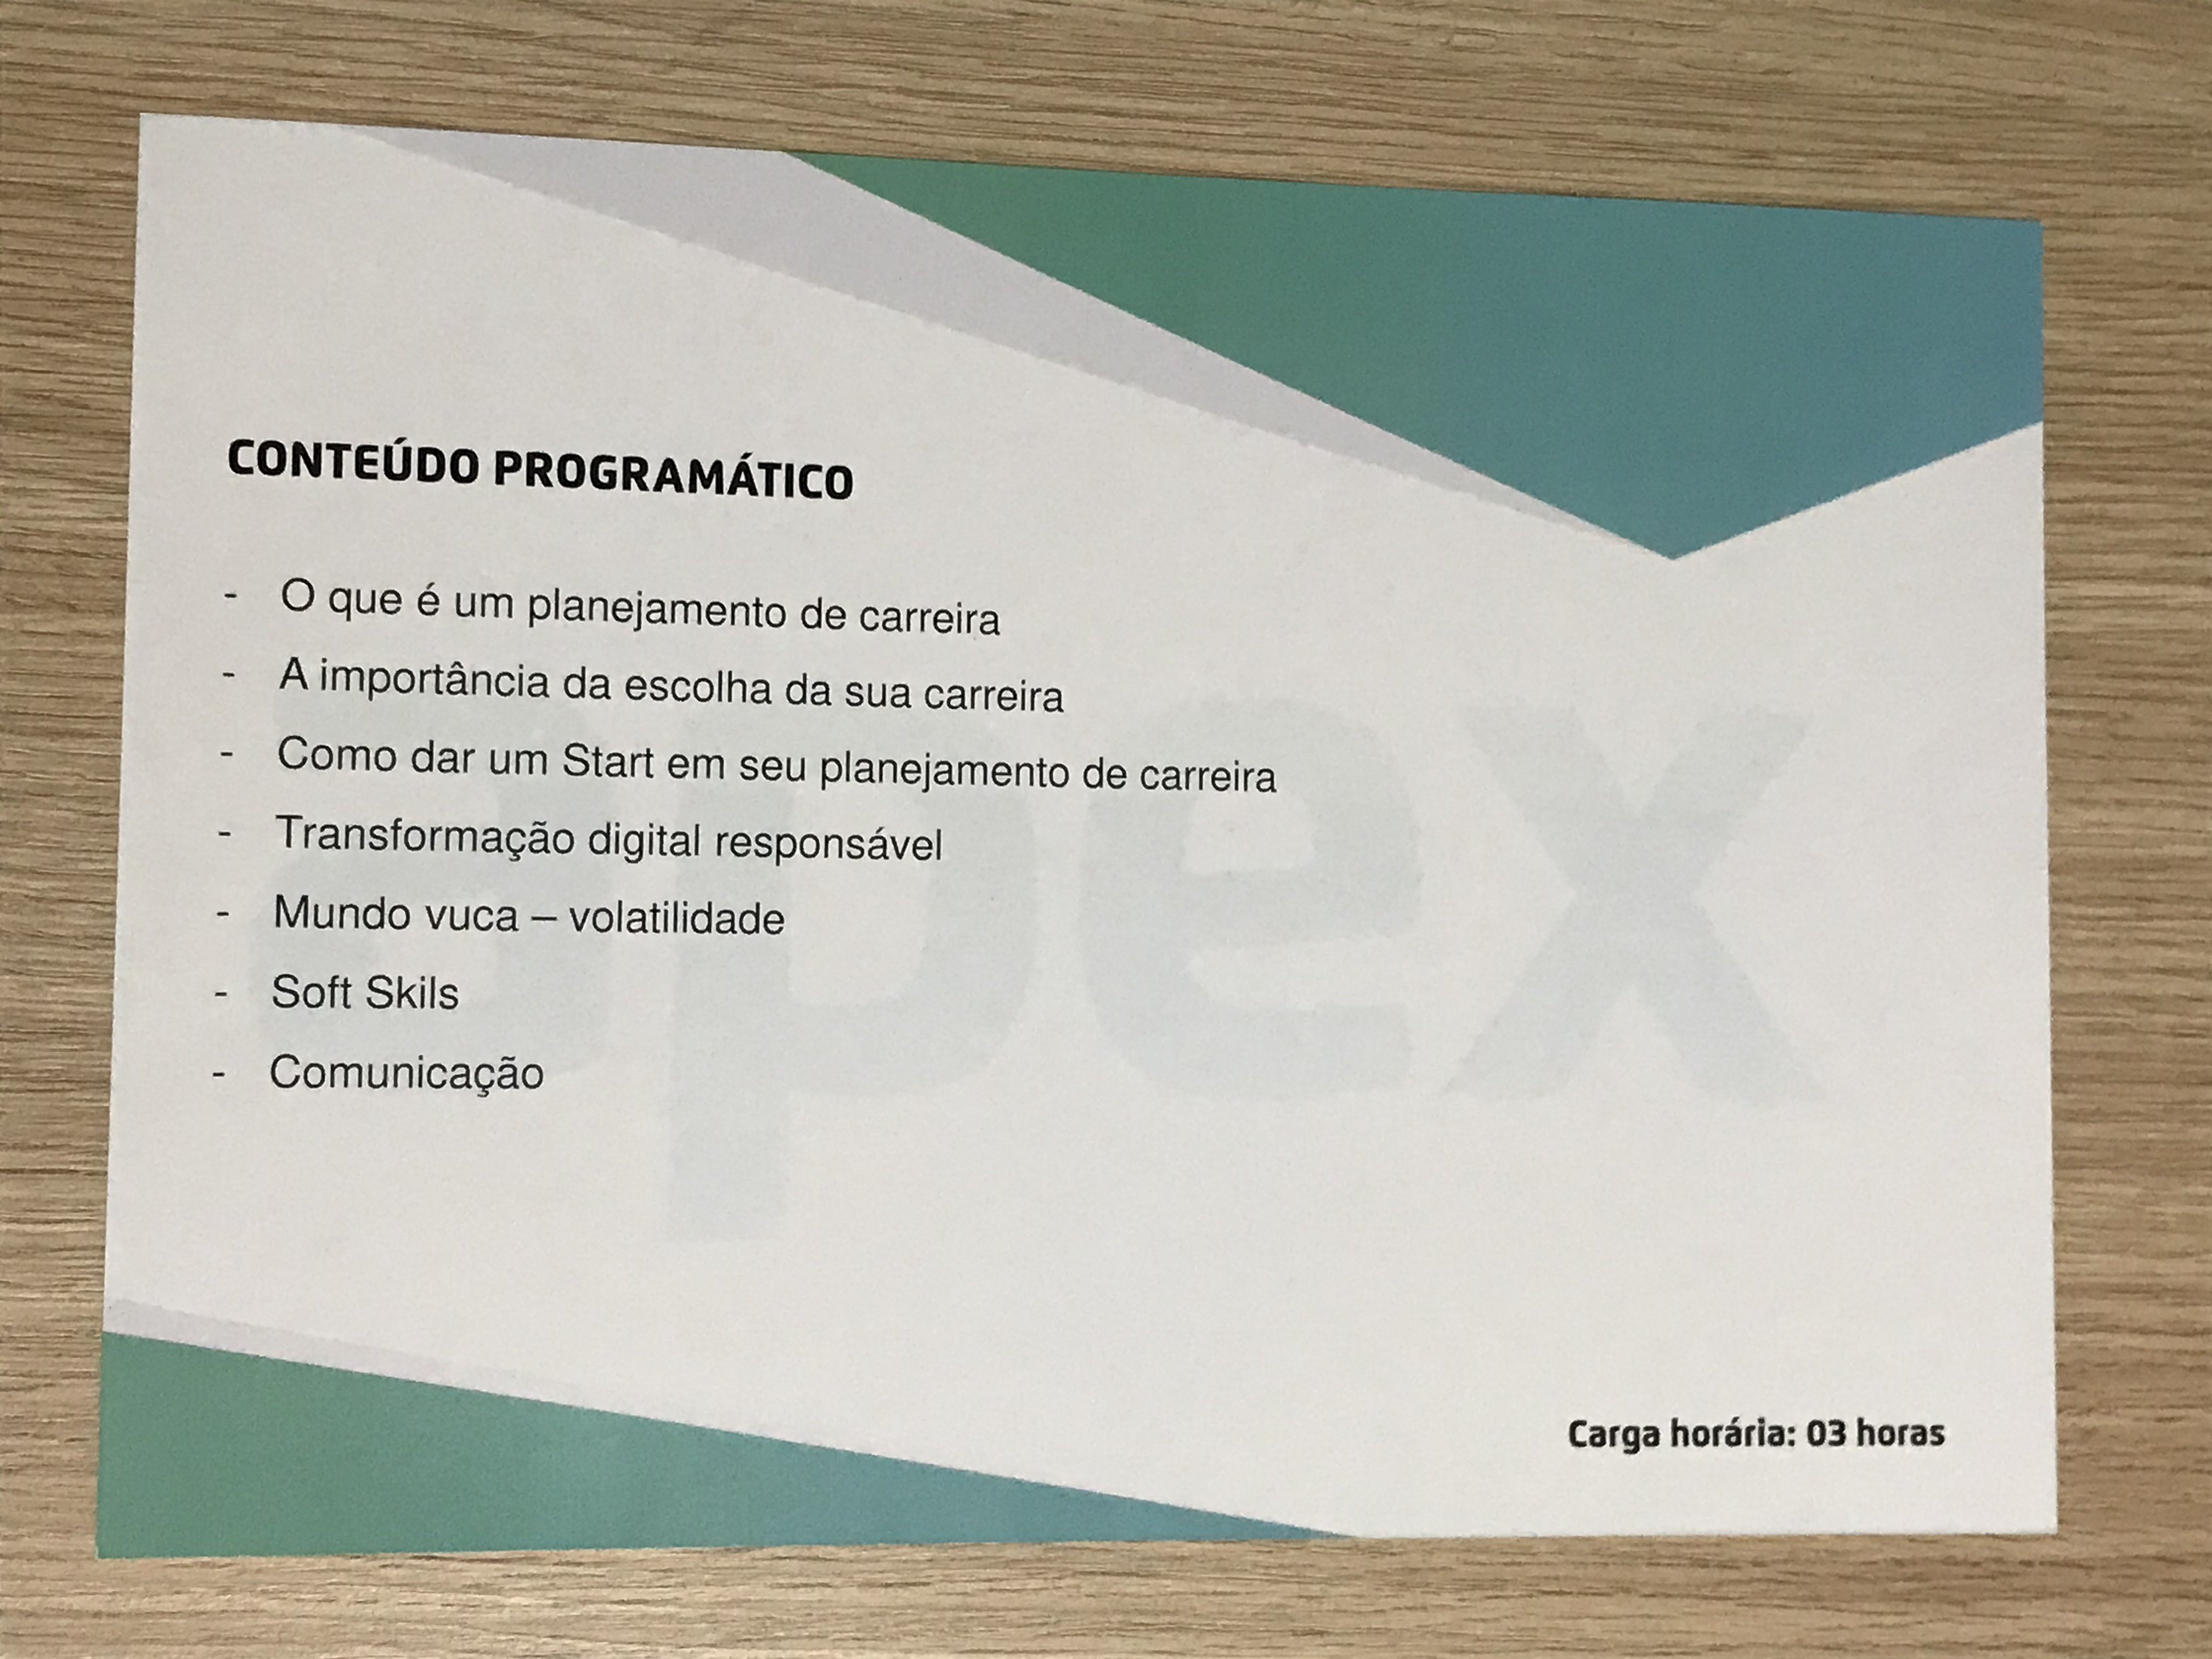 CONTEÚDO PROGRAMÁTICO
- O que é um planejamento de carreira
- A importância da escolha da sua carreira
- Como dar um Start em seu planejamento de carreira
- Transformação digital responsável
- Mundo vuca – volatilidade
- Soft Skils
- Comunicação
apex
Carga horária: 03 horas